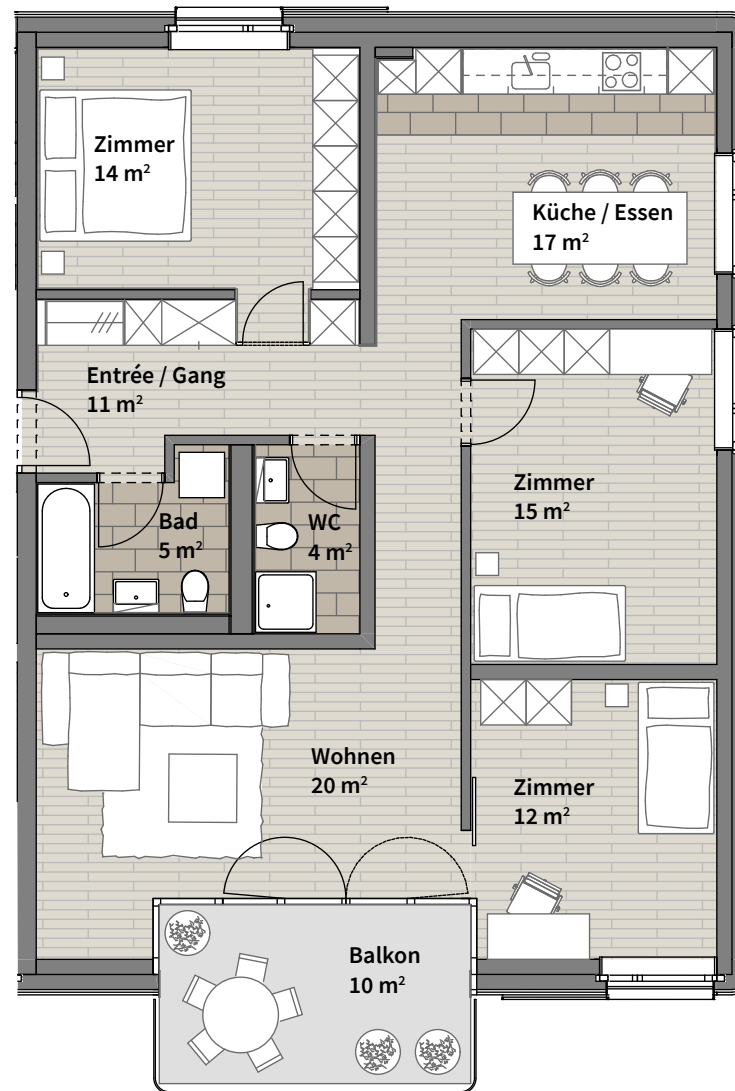 Zimmer
14 m²
Küche / Essen
17 m²
Entrée / Gang
11 m²
Zimmer
15 m²
Bad
5 m²
WC
4 m²
Wohnen
20 m²
Zimmer
12 m²
Balkon
10 m²